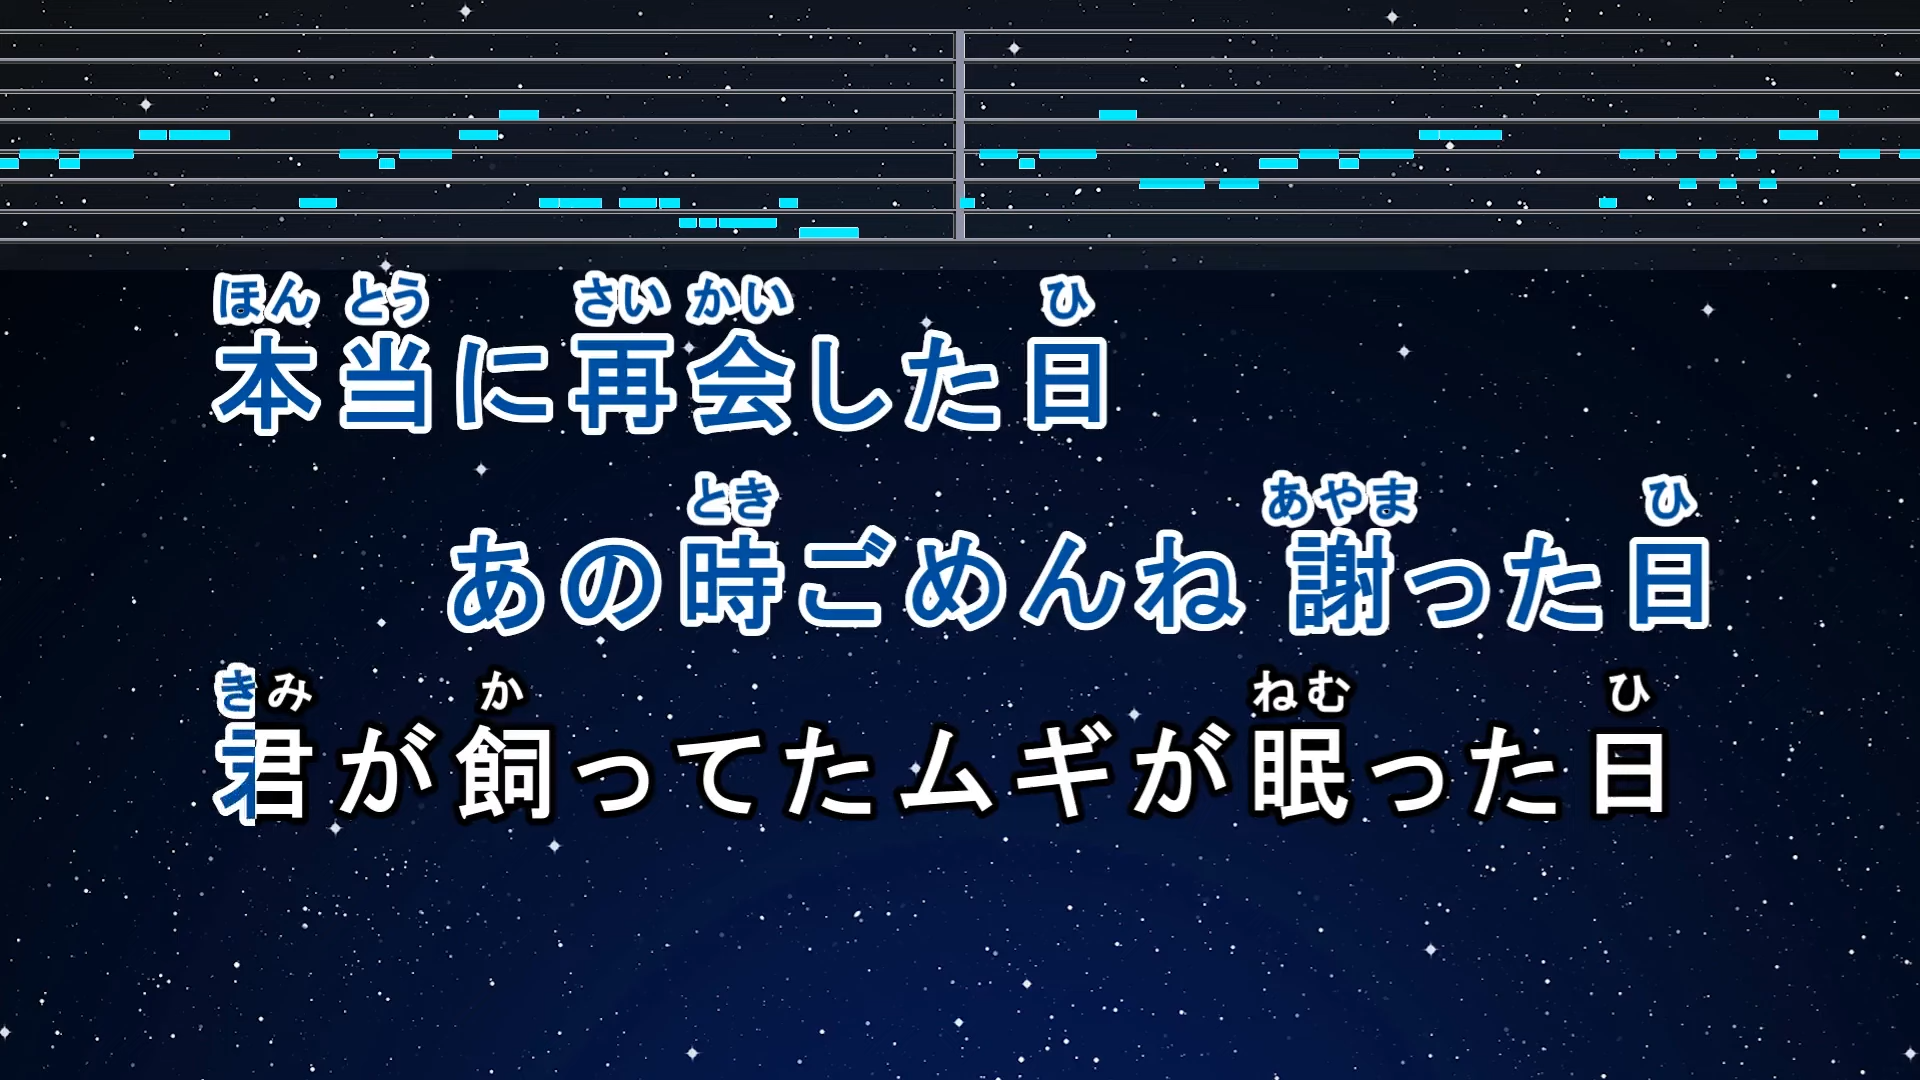 ほんとう さいかい ひ
本当に再会した日
とき あやま ひ
あの時ごめんね 謝った日
きみ か ねむ ひ
君が飼ってたムギが眠った日